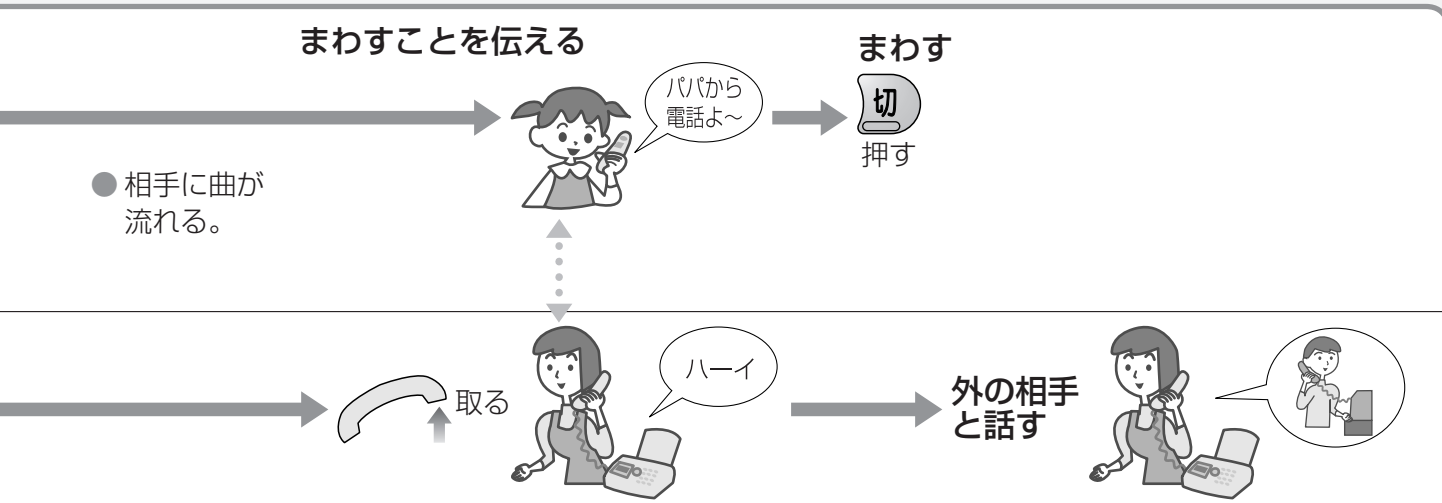 まわすことを伝える
まわす
パパから
電話よ~
切
押す
● 相手に曲が
流れる。
取る
ハーイ
外の相手
と話す